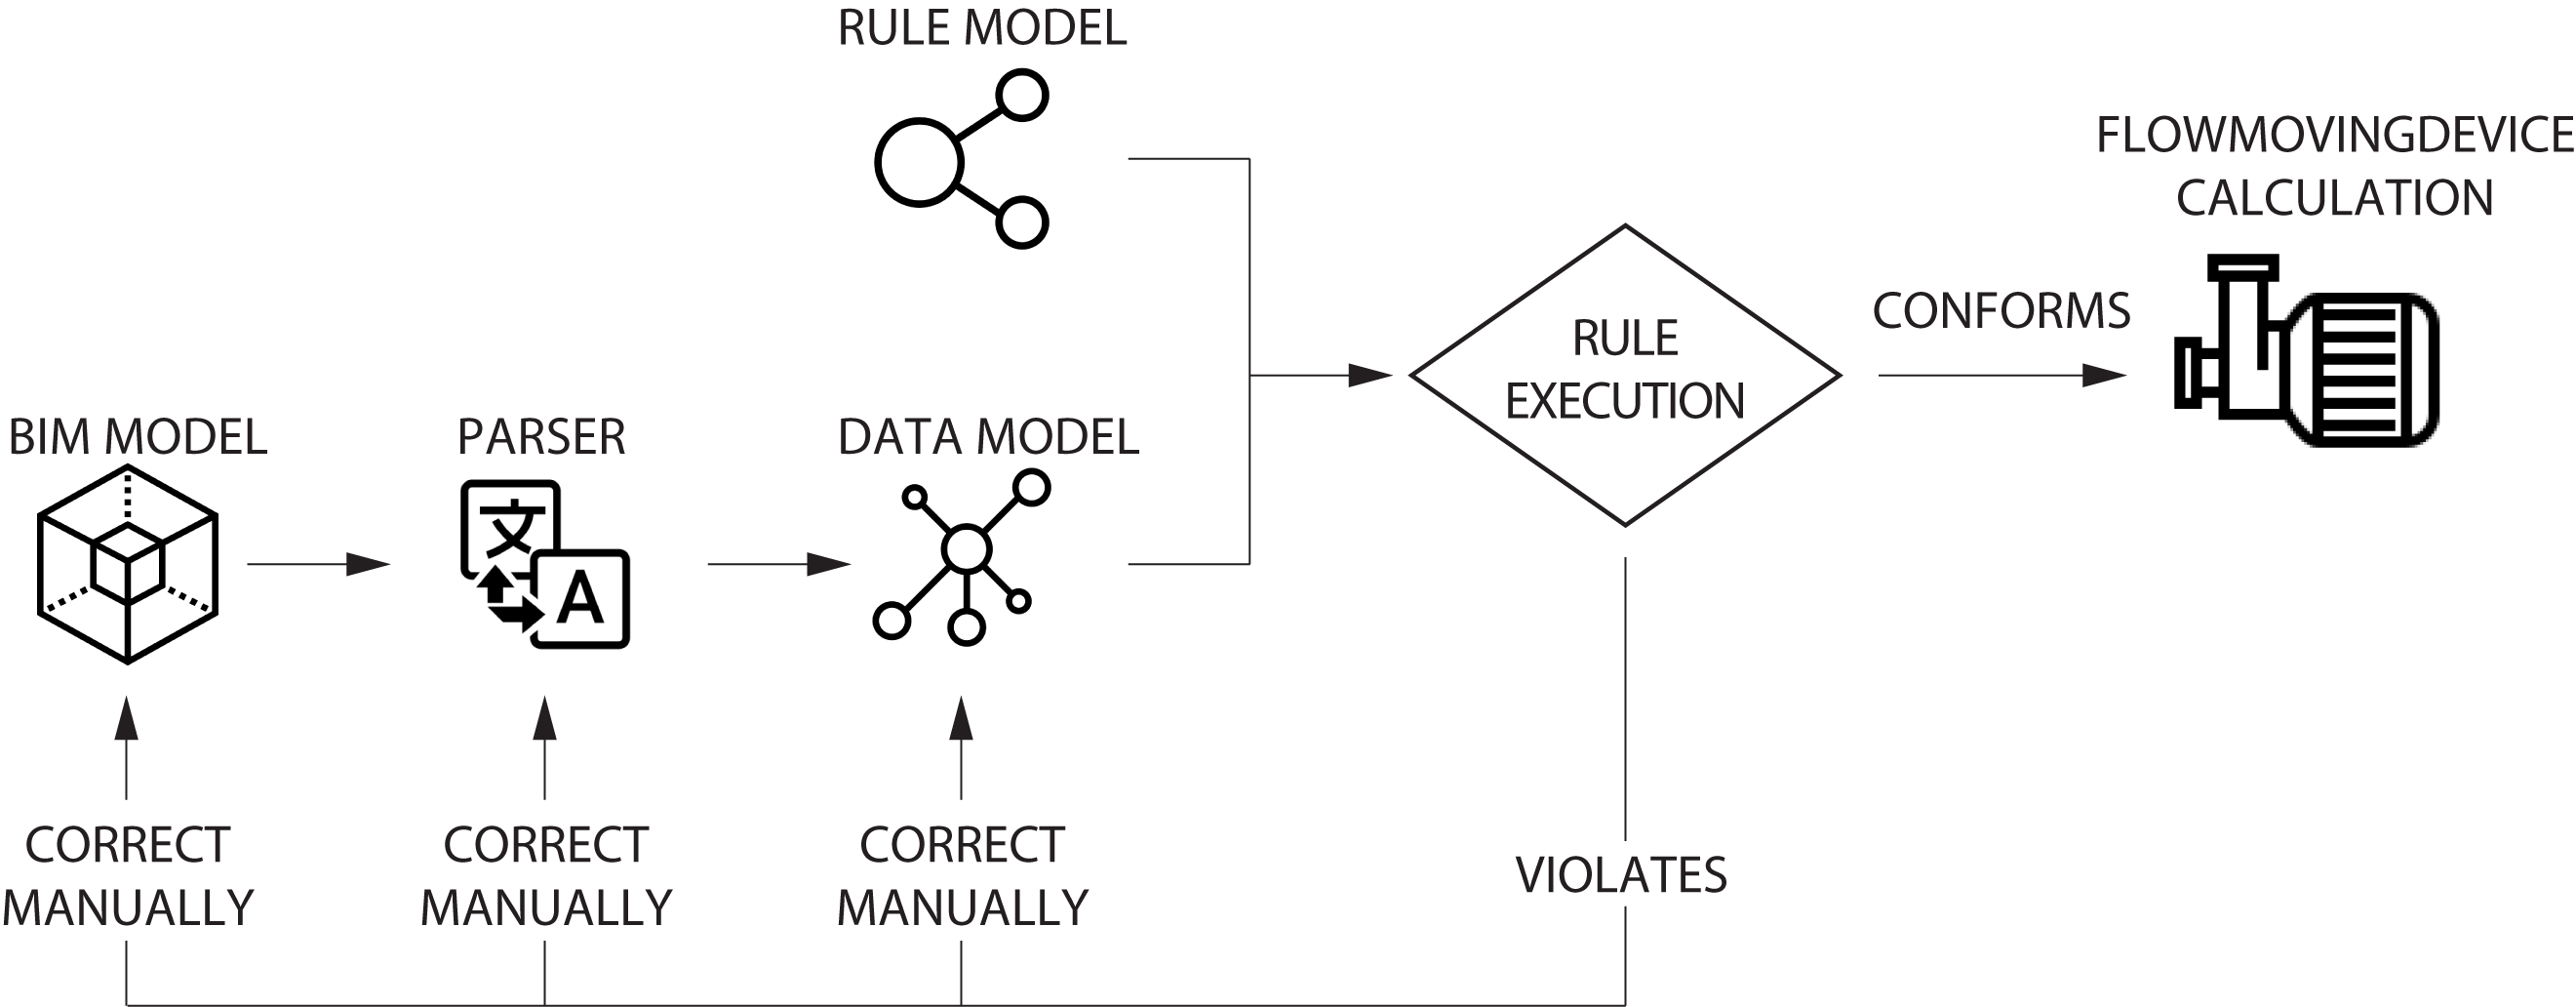 RULE MODEL
FLOWMOVINGDEVICE
CALCULATION
CONFORMS
RULE
EXECUTION
BIM MODEL
PARSER
DATA MODEL
文
A
CORRECT
MANUALLY
CORRECT
MANUALLY
CORRECT
MANUALLY
VIOLATES